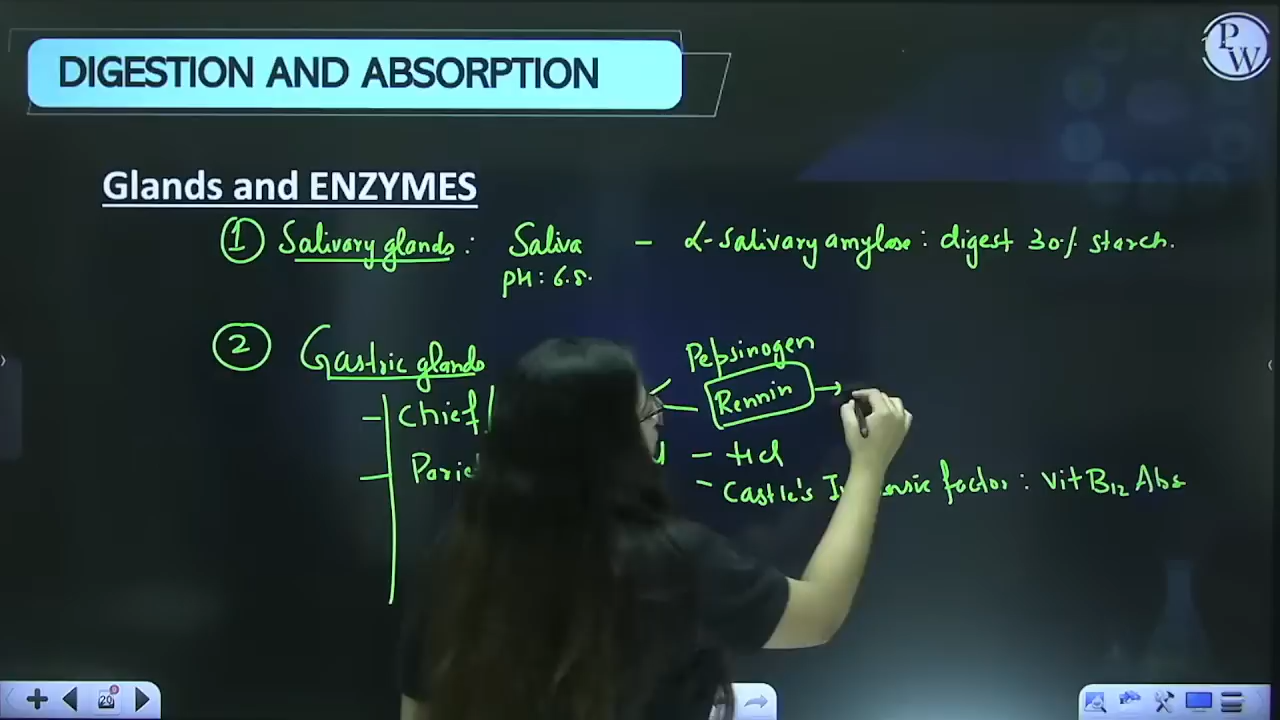 DIGESTION AND ABSORPTION
PW
Glands and ENZYMES
① Salivary glands : Saliva – α-Salivary amylase : digest 30% starch.
pH : 6.8.
② Gastric glands
Pepsinogen
Chief
Rennin →
– HCl
– Castle's factor : Vit B12 Abs
20